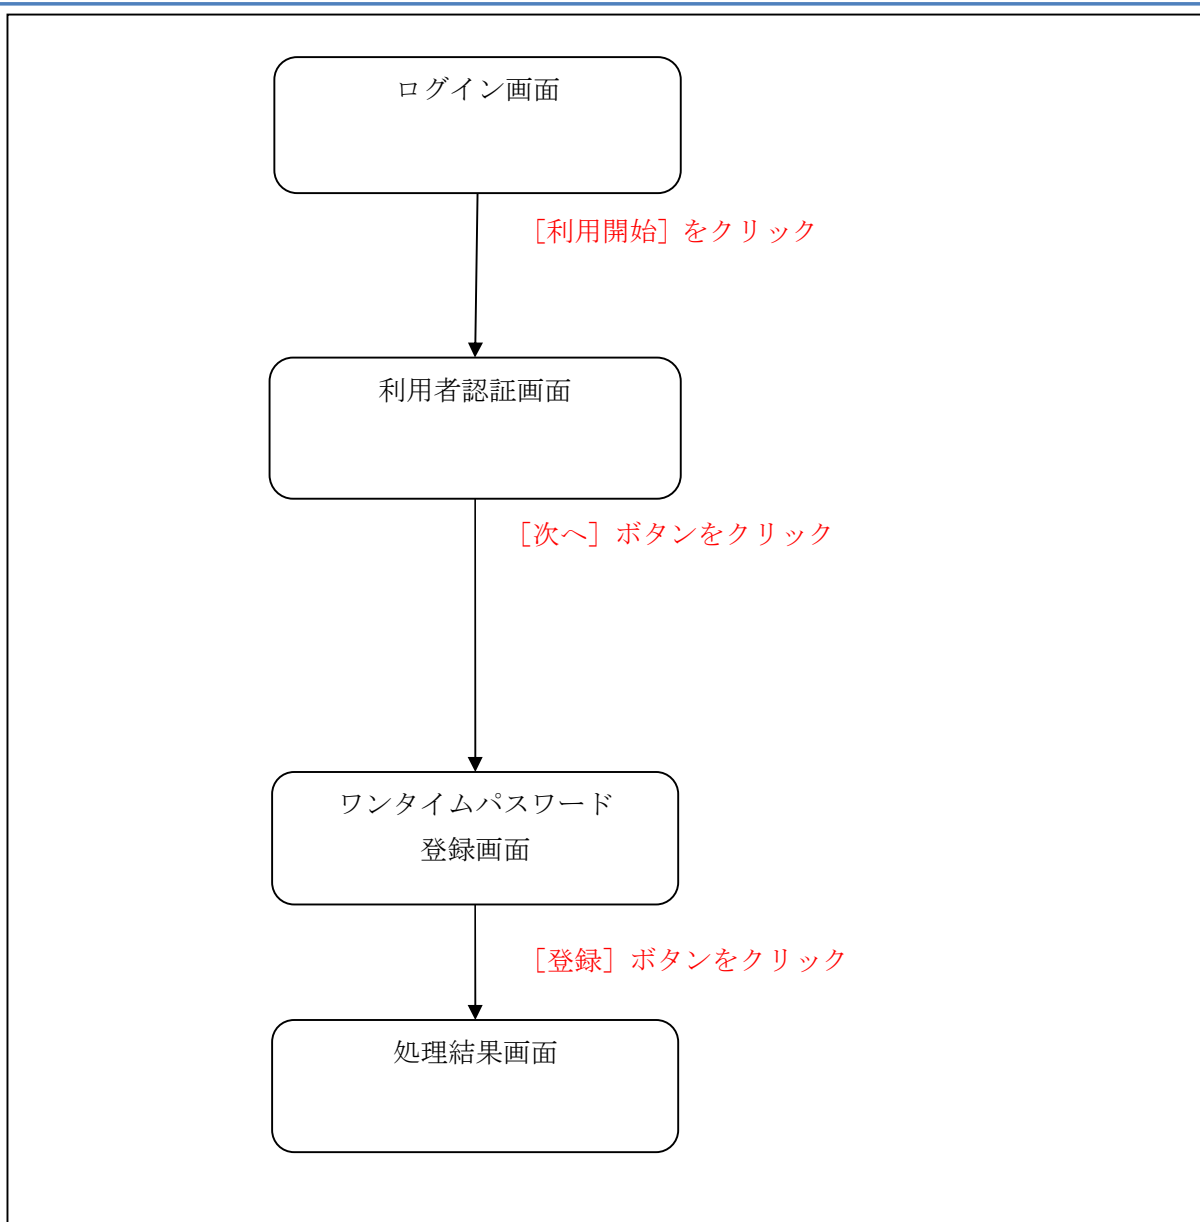 ログイン画面
［利用開始］をクリック
利用者認証画面
［次へ］ボタンをクリック
ワンタイムパスワード
登録画面
［登録］ボタンをクリック
処理結果画面